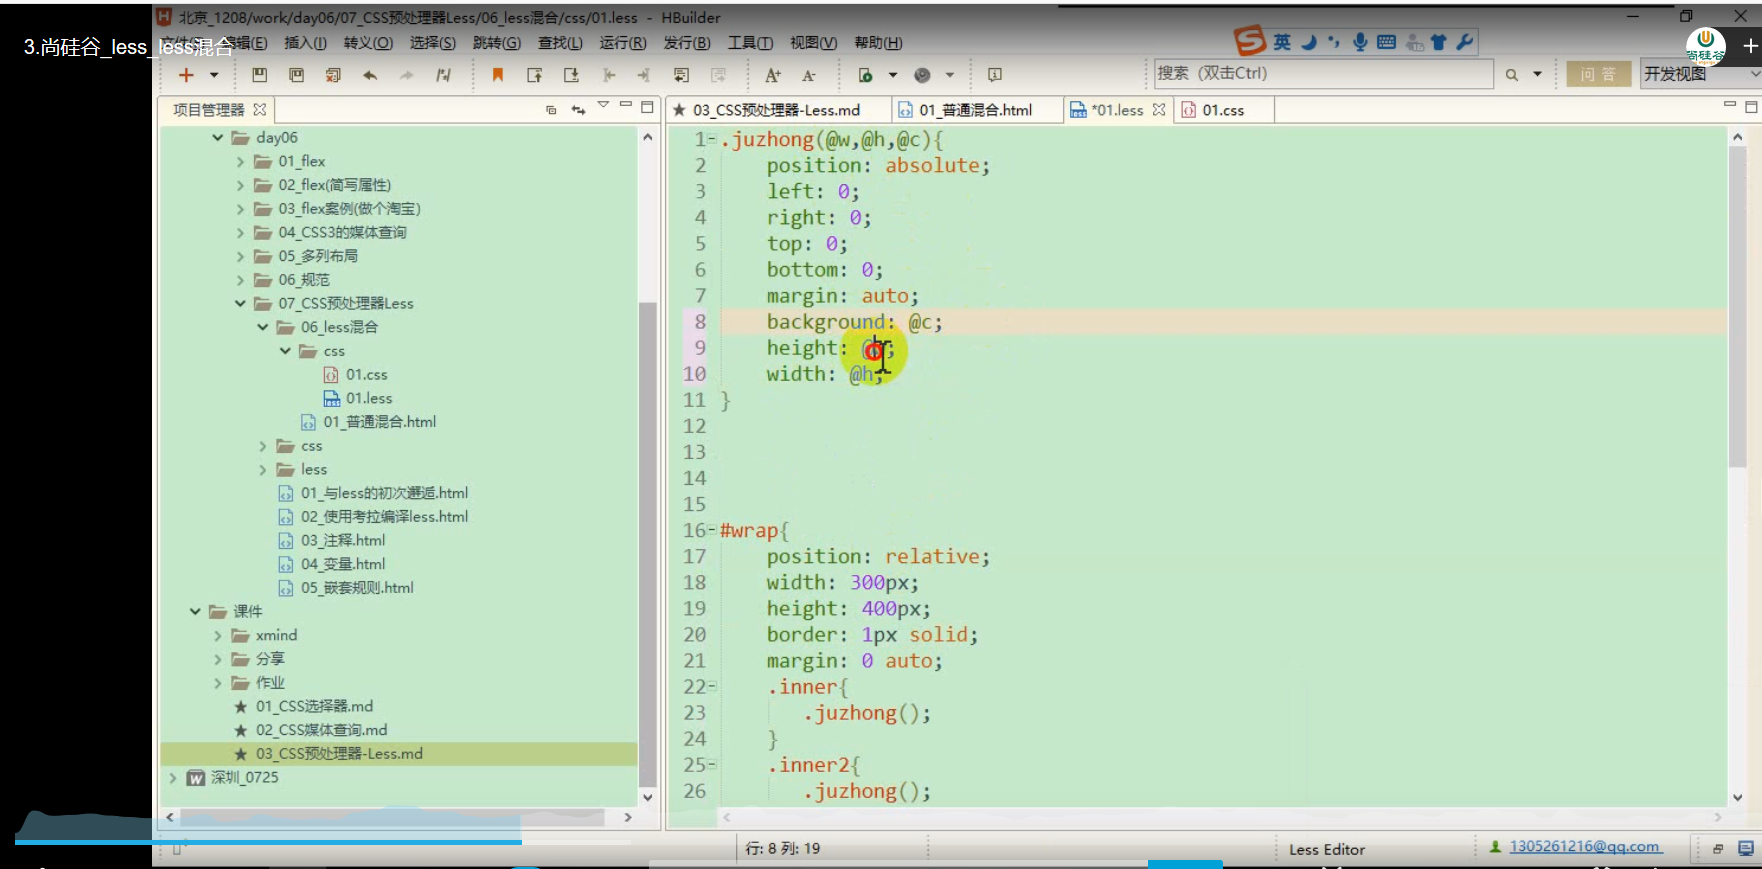 北京_1208/work/day06/07_CSS预处理器Less/06_less混合/css/01.less - HBuilder
3.尚硅谷_less_less混合
编辑(E) 插入(I) 转义(O) 选择(S) 跳转(G) 查找(L) 运行(R) 发行(B) 工具(T) 视图(V) 帮助(H)
英
尚硅谷
搜索 (双击Ctrl)
问答
开发视图
项目管理器
03_CSS预处理器-Less.md
01_普通混合.html
*01.less
01.css
day06
01_flex
02_flex(简写属性)
03_flex案例(做个淘宝)
04_CSS3的媒体查询
05_多列布局
06_规范
07_CSS预处理器Less
06_less混合
css
01.css
01.less
01_普通混合.html
css
less
01_与less的初次邂逅.html
02_使用考拉编译less.html
03_注释.html
04_变量.html
05_嵌套规则.html
课件
xmind
分享
作业
01_CSS选择器.md
02_CSS媒体查询.md
03_CSS预处理器-Less.md
深圳_0725
1 .juzhong(@w,@h,@c){
2 position: absolute;
3 left: 0;
4 right: 0;
5 top: 0;
6 bottom: 0;
7 margin: auto;
8 background: @c;
9 height:
10 width: @h;
11 }
12
13
14
15
16 #wrap{
17 position: relative;
18 width: 300px;
19 height: 400px;
20 border: 1px solid;
21 margin: 0 auto;
22 .inner{
23 .juzhong();
24 }
25 .inner2{
26 .juzhong();
行: 8 列: 19
Less Editor
1305261216@qq.com